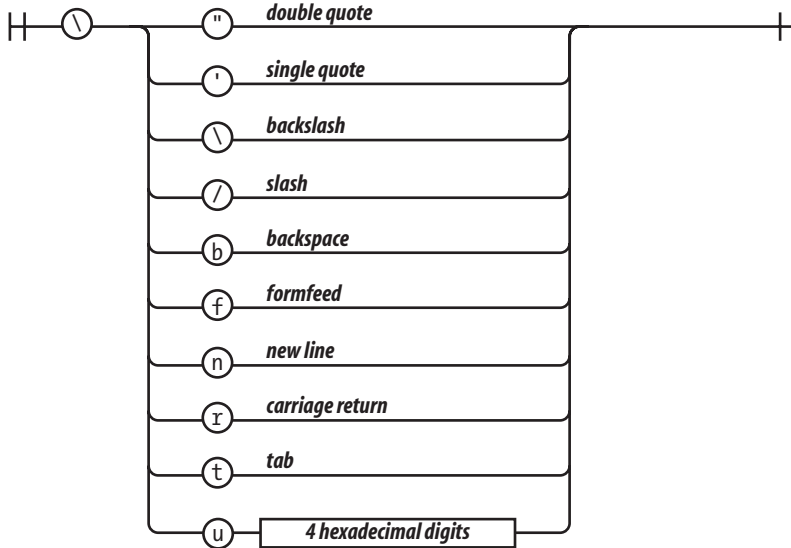 \
" double quote
' single quote
\ backslash
/ slash
b backspace
f formfeed
n new line
r carriage return
t tab
u 4 hexadecimal digits